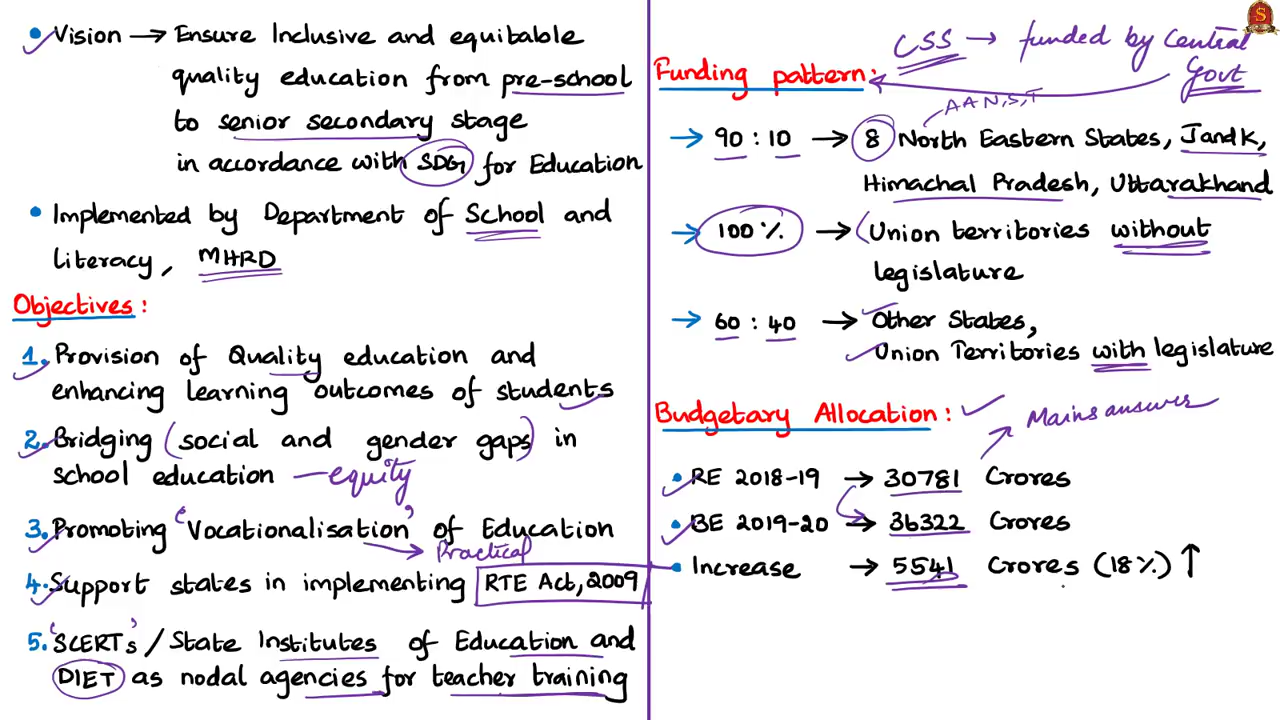 • Vision → Ensure Inclusive and equitable
quality education from pre-school
to senior secondary stage
in accordance with SDG for Education
• Implemented by Department of School and
literacy, MHRD
Objectives:
1. Provision of Quality education and
enhancing learning outcomes of students
2. Bridging (social and gender gaps) in
school education — equity
3. Promoting 'Vocationalisation' of Education
→ Practical
4. Support states in implementing RTE Act, 2009
5. 'SCERTs' / State Institutes of Education and
DIET as nodal agencies for teacher training
CSS → funded by Central
Govt
Funding pattern:
AAN,S,T
→ 90 : 10 → 8 North Eastern States, J and K,
Himachal Pradesh, Uttarakhand
→ 100 % → (Union territories without
legislature
→ 60 : 40 → Other States,
Union Territories with legislature
Budgetary Allocation:
Mains answer
• RE 2018-19 → 30781 Crores
• BE 2019-20 → 36322 Crores
• Increase → 5541 Crores (18%) ↑
S